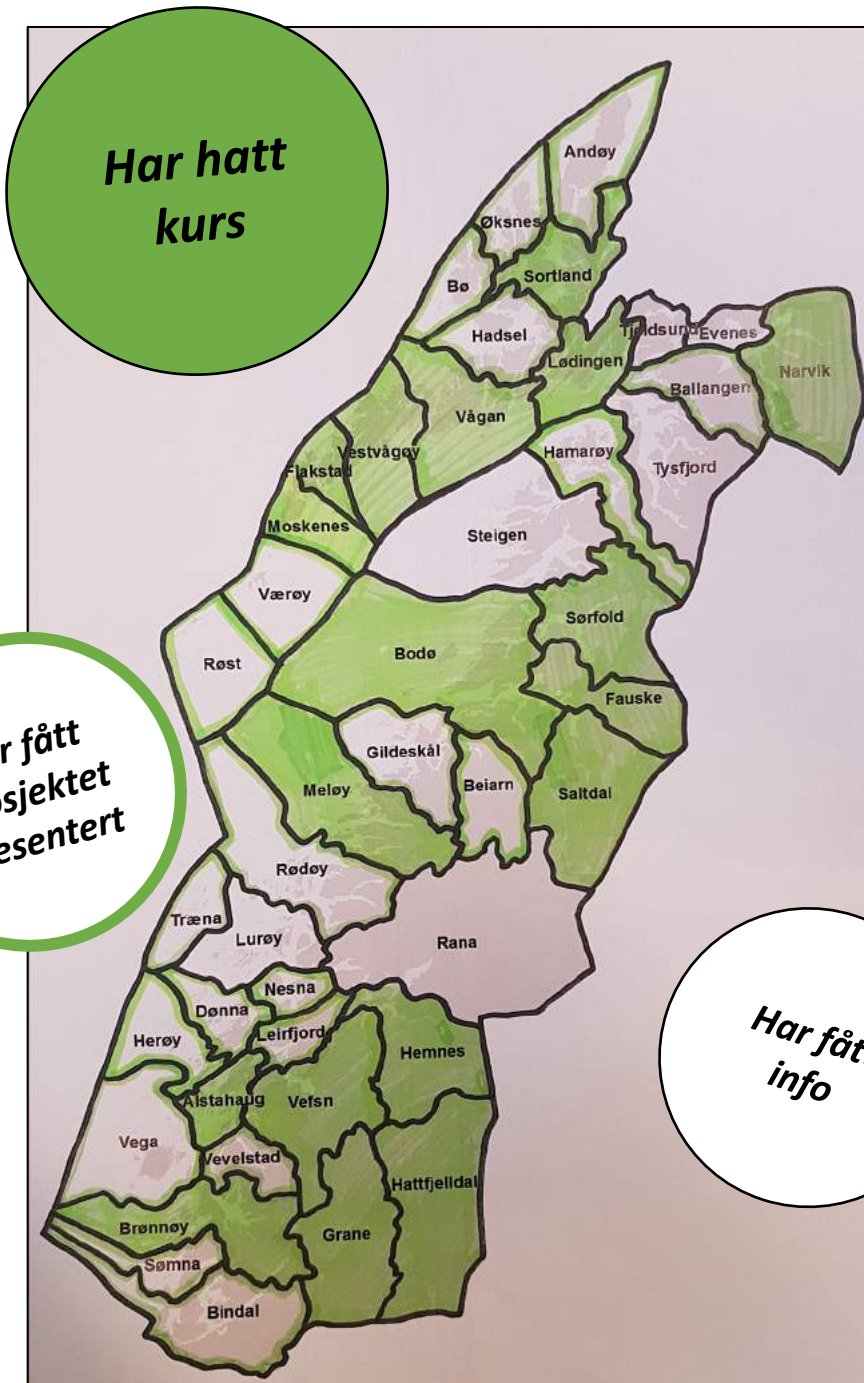 Har hatt
kurs
Andøy
Øksnes
Sortland
Bø
Hadsel
Tjeldsund
Evenes
Lødingen
Narvik
Ballangen
Vågan
Vestvågøy
Hamarøy
Flakstad
Tysfjord
Moskenes
Steigen
Værøy
Sørfold
Bodø
Røst
Fauske
r fått
osjektet
esentert
Gildeskål
Beiarn
Meløy
Saltdal
Rødøy
Træna
Lurøy
Rana
Nesna
Dønna
Leirfjord
Herøy
Hemnes
Har fåt
info
Alstahaug
Vefsn
Vega
Vevelstad
Hattfjelldal
Brønnøy
Grane
Sømna
Bindal